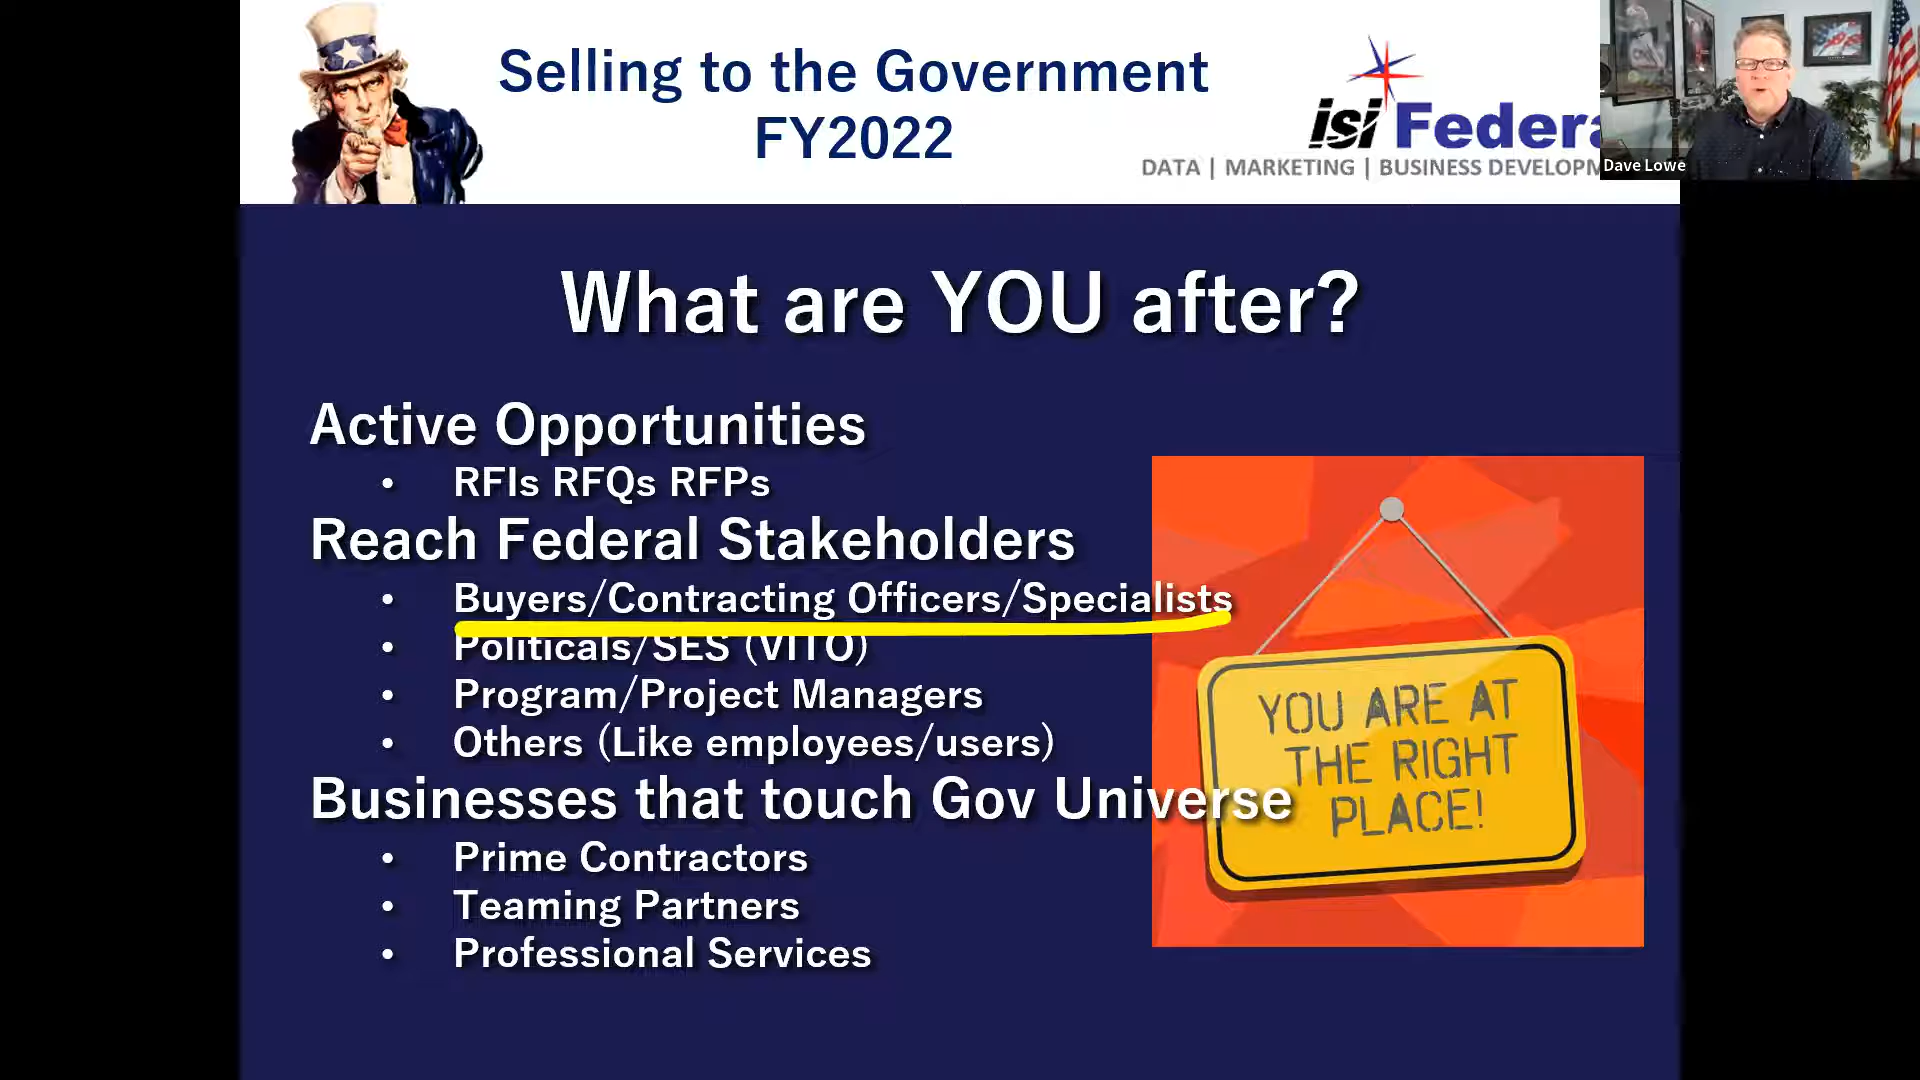 Selling to the Government
FY2022
isi Federa
DATA | MARKETING | BUSINESS DEVELOPM
Dave Lowe
What are YOU after?
Active Opportunities
• RFIs RFQs RFPs
Reach Federal Stakeholders
• Buyers/Contracting Officers/Specialists
• Politicals/SES (VITO)
• Program/Project Managers
• Others (Like employees/users)
Businesses that touch Gov Universe
• Prime Contractors
• Teaming Partners
• Professional Services
YOU ARE AT
THE RIGHT
PLACE!